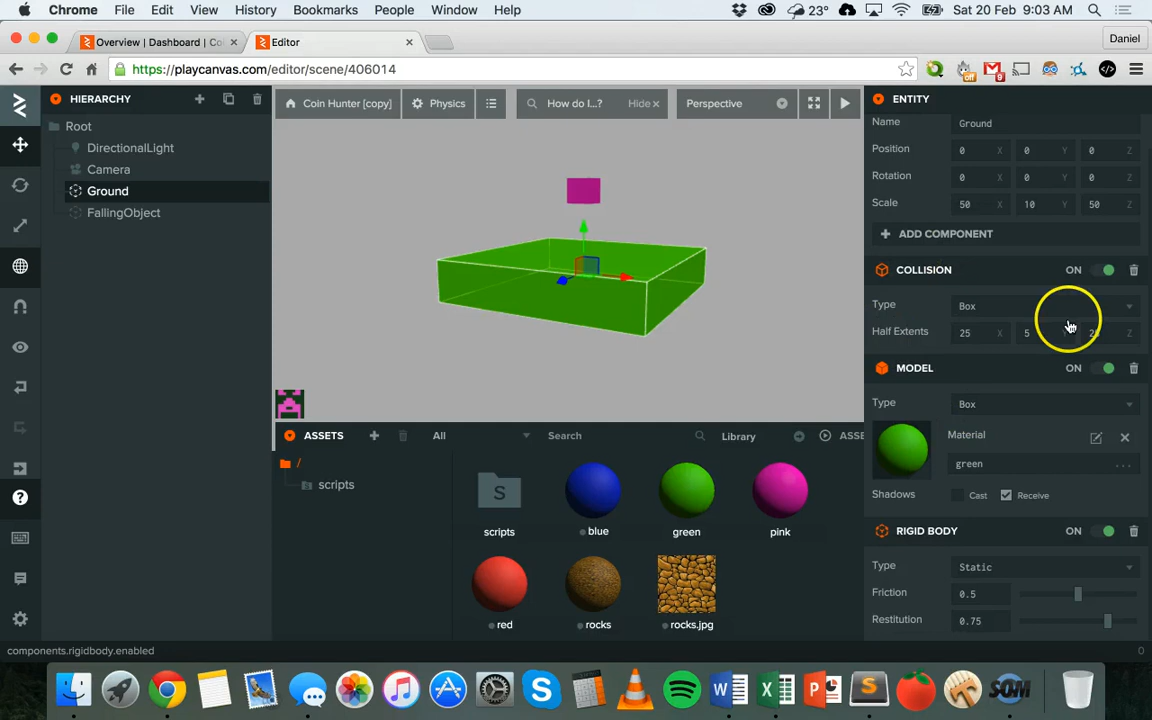 Chrome File Edit View History Bookmarks People Window Help 23° Sat 20 Feb 9:03 AM
Overview | Dashboard | Co × Editor × Daniel
https://playcanvas.com/editor/scene/406014
9
off
HIERARCHY
Root
DirectionalLight
Camera
Ground
FallingObject
Coin Hunter [copy] Physics How do I...? Hide× Perspective
ENTITY
Name Ground
Position 0 X 0 Y 0 Z
Rotation 0 X 0 Y 0 Z
Scale 50 X 10 Y 50 Z
ADD COMPONENT
COLLISION ON
Type Box
Half Extents 25 X 5 Z
MODEL ON
Type Box
Material
green ...
Shadows Cast Receive
RIGID BODY ON
Type Static
Friction 0.5
Restitution 0.75
ASSETS All Search Library ASSE
/
scripts
S
scripts
blue
green
pink
red
rocks
rocks.jpg
components.rigidbody.enabled 0